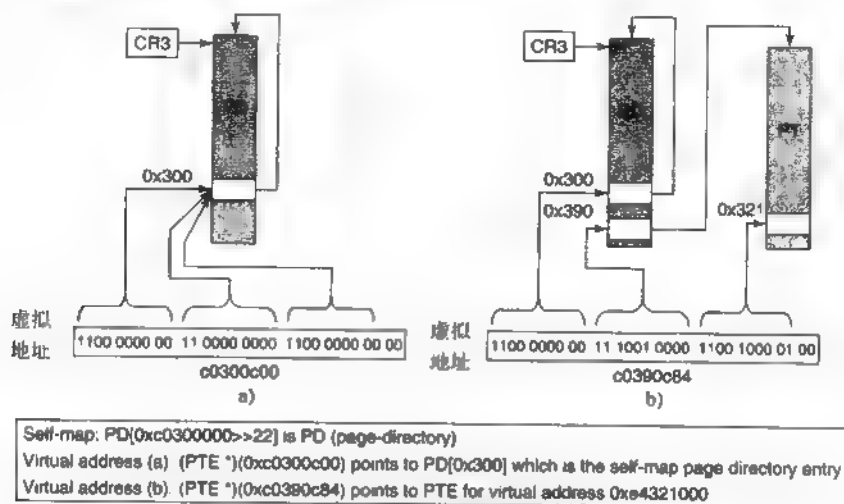 CR3
0x300
虚拟
地址
1100 0000 00 11 0000 0000 1100 0000 00 00
c0300c00
a)
CR3
0x300
0x390
0x321
虚拟
地址
1100 0000 00 11 1001 0000 1100 1000 01 00
c0390c84
b)
Self-map: PD[0xc0300000>>22] is PD (page-directory)
Virtual address (a) (PTE *)(0xc0300c00) points to PD[0x300] which is the self-map page directory entry
Virtual address (b) (PTE *)(0xc0390c84) points to PTE for virtual address 0xe4321000